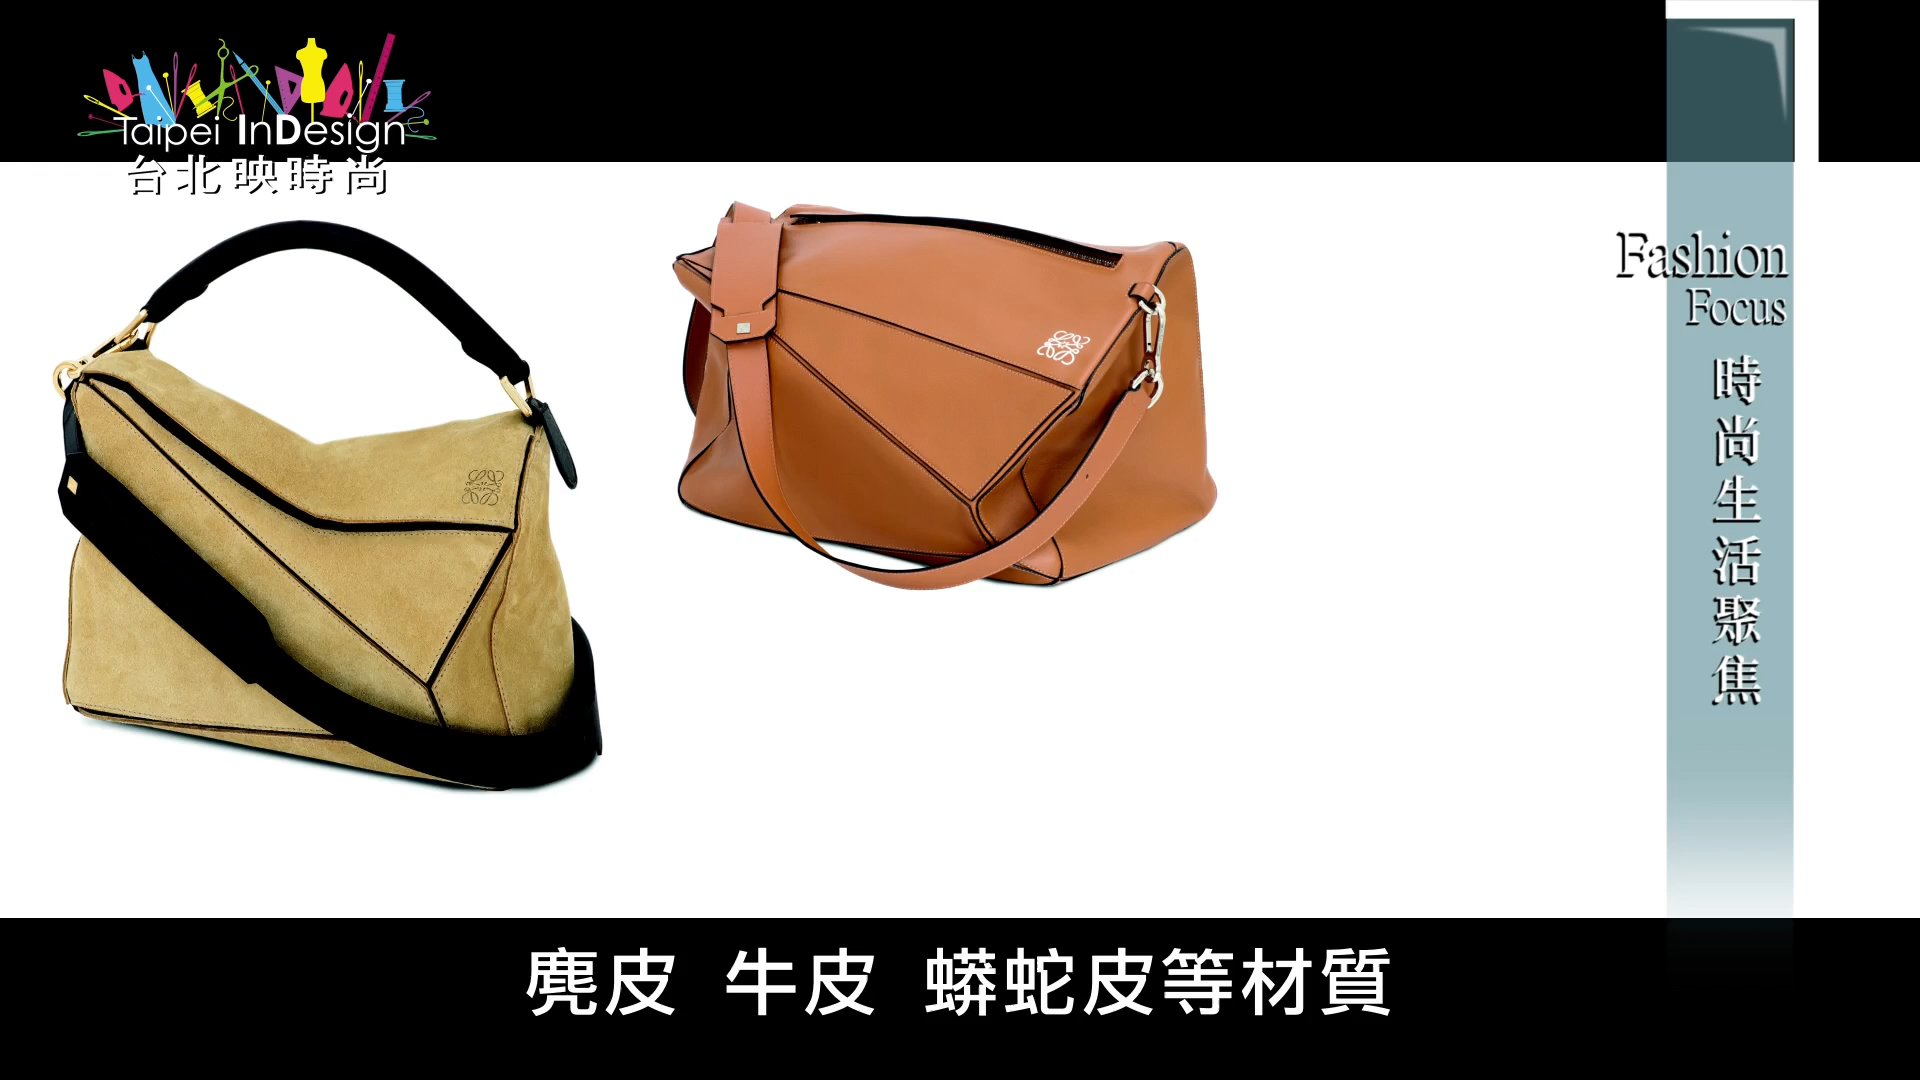 Taipei InDesign
台北映時尚
Fashion
Focus
時尚生活聚焦
麂皮 牛皮 蟒蛇皮等材質